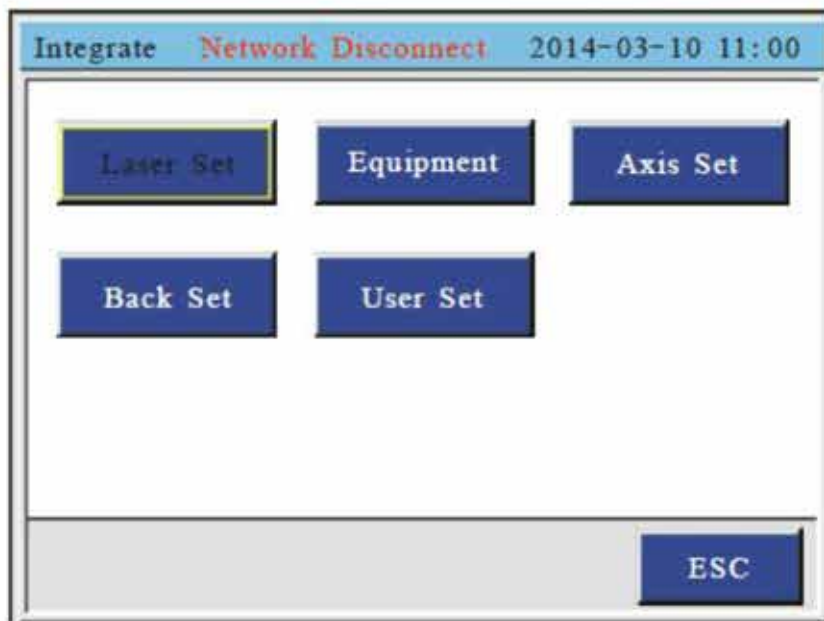 Integrate Network Disconnect 2014-03-10 11:00
Laser Set Equipment Axis Set
Back Set User Set
ESC